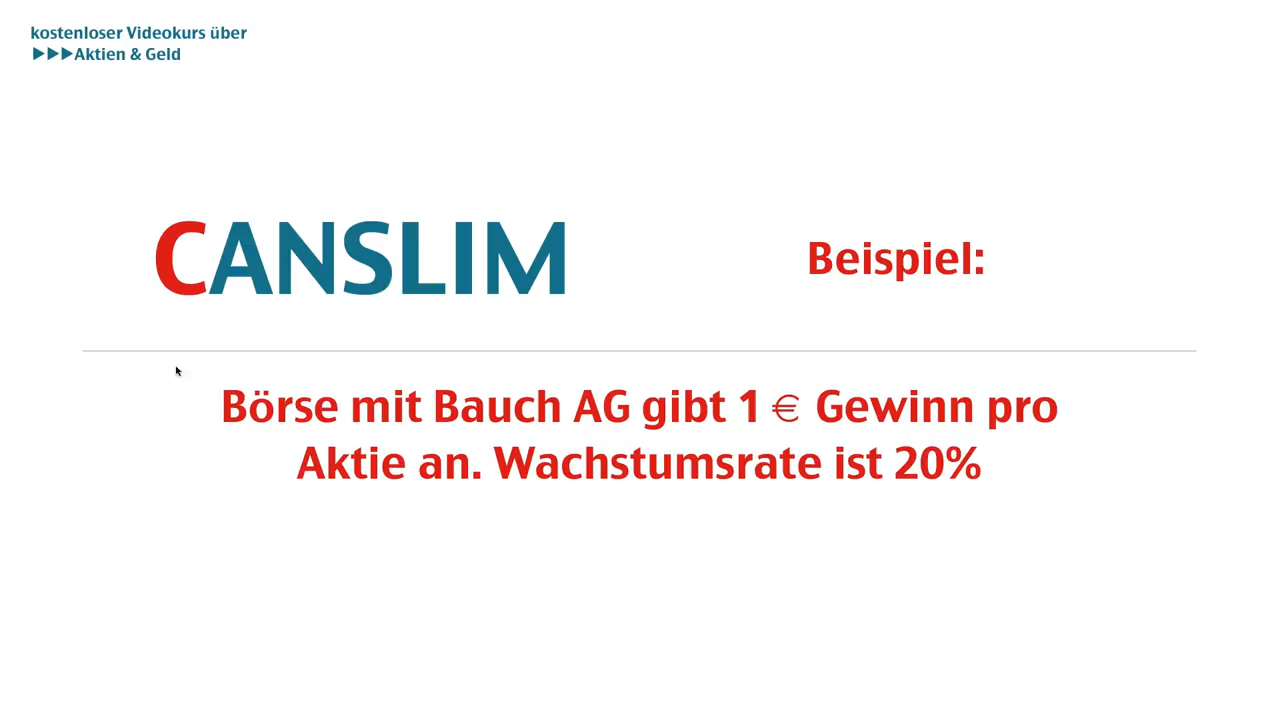 kostenloser Videokurs über
▶▶▶Aktien & Geld
CANSLIM
Beispiel:
Börse mit Bauch AG gibt 1 € Gewinn pro
Aktie an. Wachstumsrate ist 20%